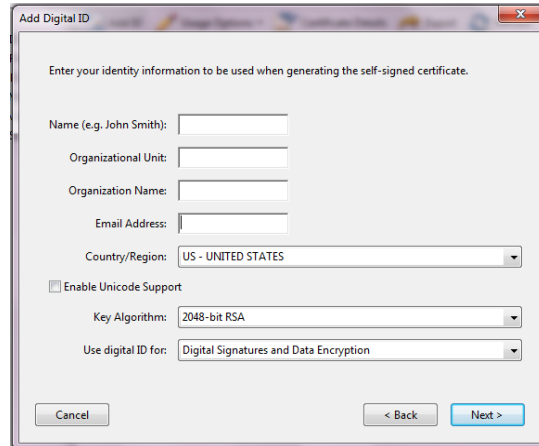 Add Digital ID
Enter your identity information to be used when generating the self-signed certificate.
Name (e.g. John Smith):
Organizational Unit:
Organization Name:
Email Address:
Country/Region: US - UNITED STATES
Enable Unicode Support
Key Algorithm: 2048-bit RSA
Use digital ID for: Digital Signatures and Data Encryption
Cancel < Back Next >